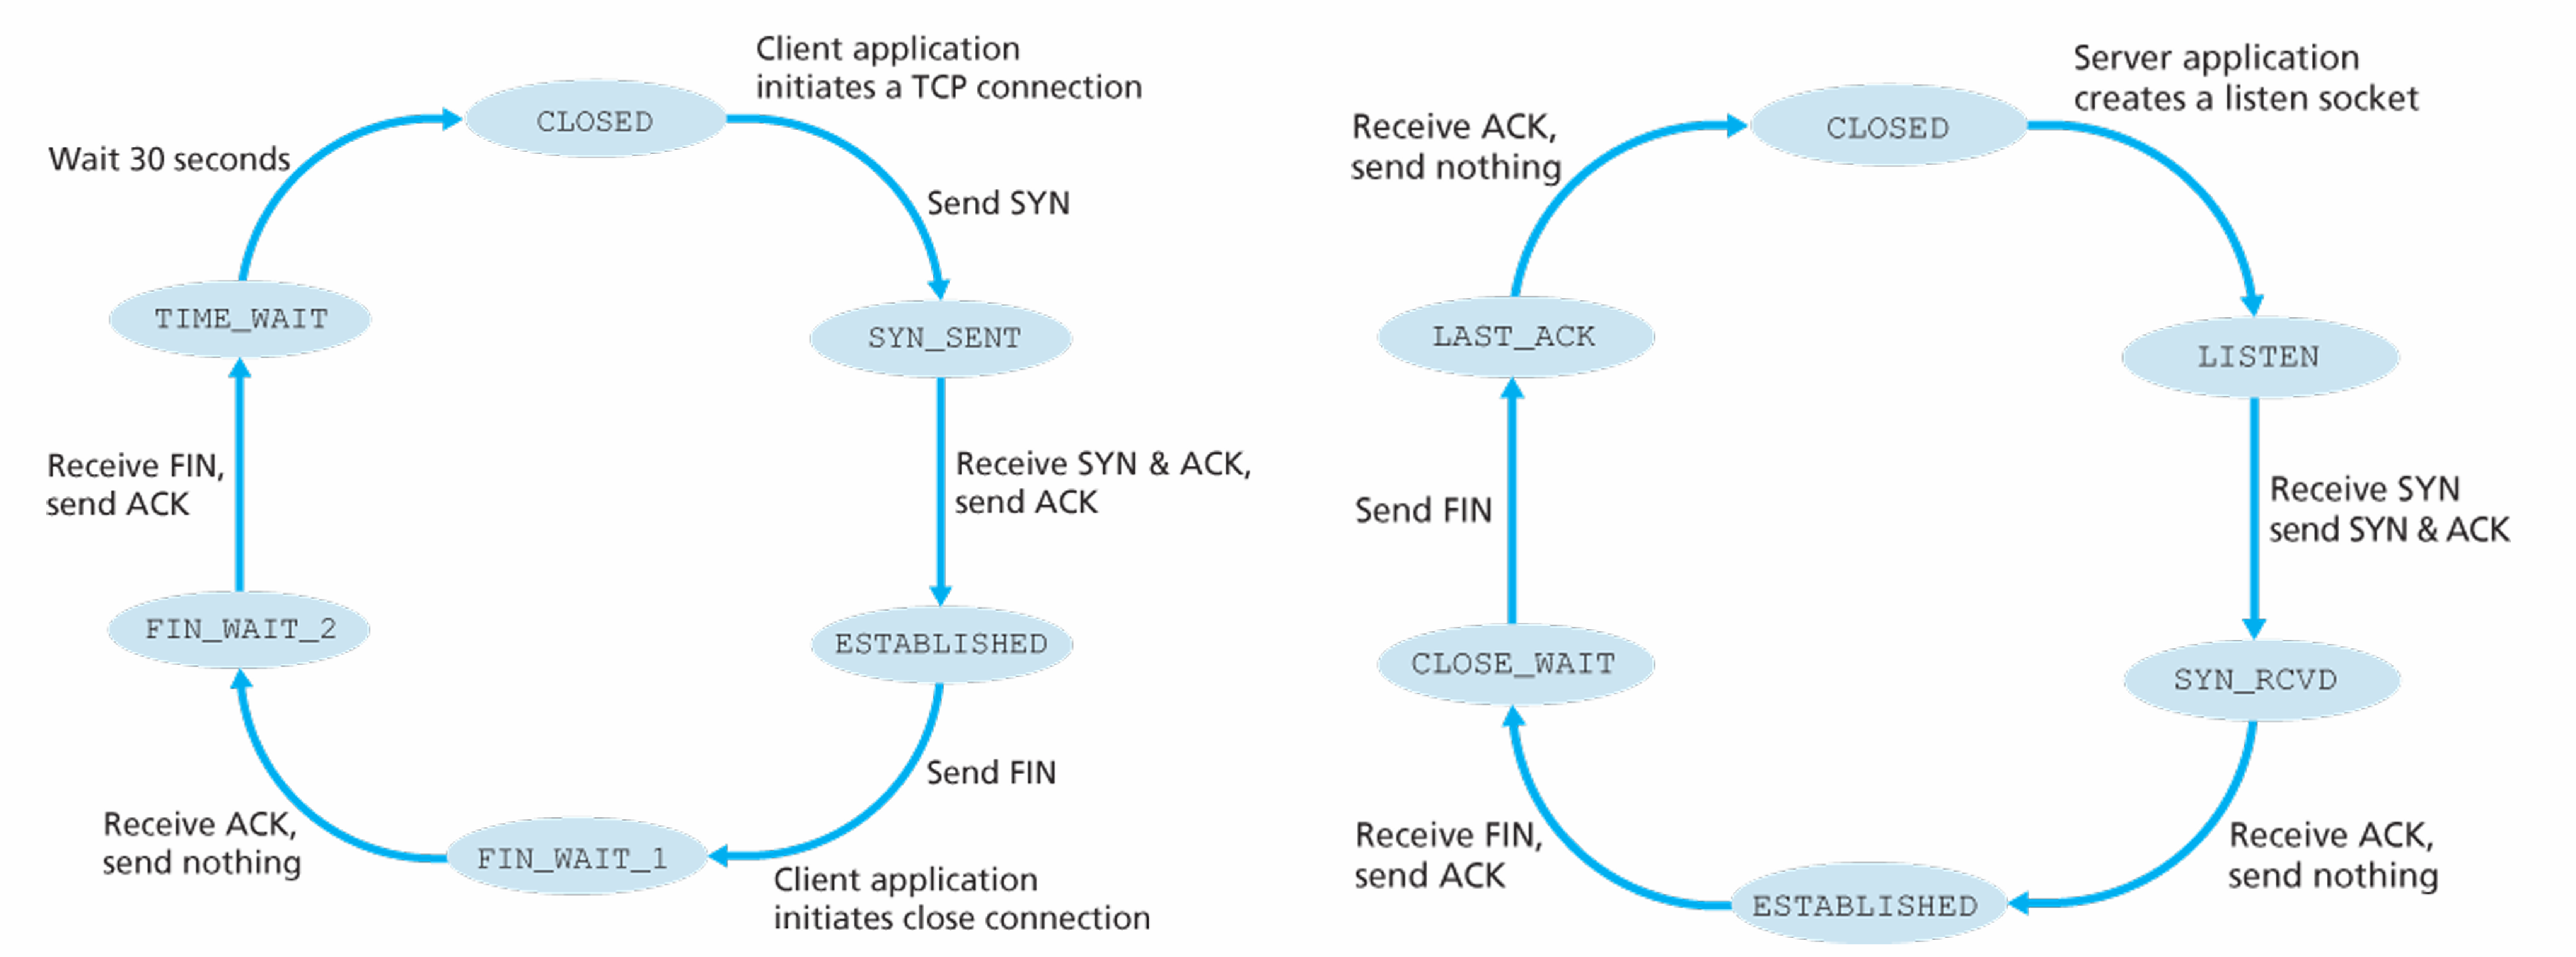 CLOSED
Client application
initiates a TCP connection
Send SYN
SYN_SENT
Receive SYN & ACK,
send ACK
ESTABLISHED
Send FIN
Client application
initiates close connection
FIN_WAIT_1
Receive ACK,
send nothing
FIN_WAIT_2
Receive FIN,
send ACK
TIME_WAIT
Wait 30 seconds
CLOSED
Server application
creates a listen socket
LISTEN
Receive SYN
send SYN & ACK
SYN_RCVD
Receive ACK,
send nothing
ESTABLISHED
Receive FIN,
send ACK
CLOSE_WAIT
Send FIN
LAST_ACK
Receive ACK,
send nothing